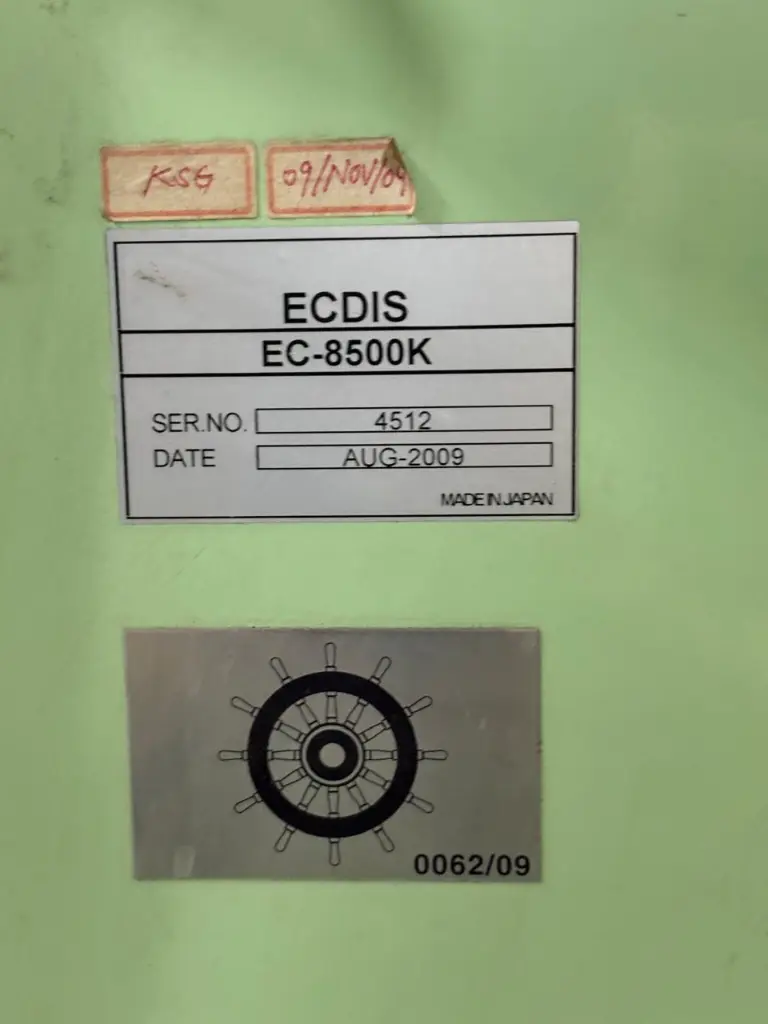 KSG
09/NOV/09
ECDIS
EC-8500K
SER.NO. 4512
DATE AUG-2009
MADE IN JAPAN
0062/09